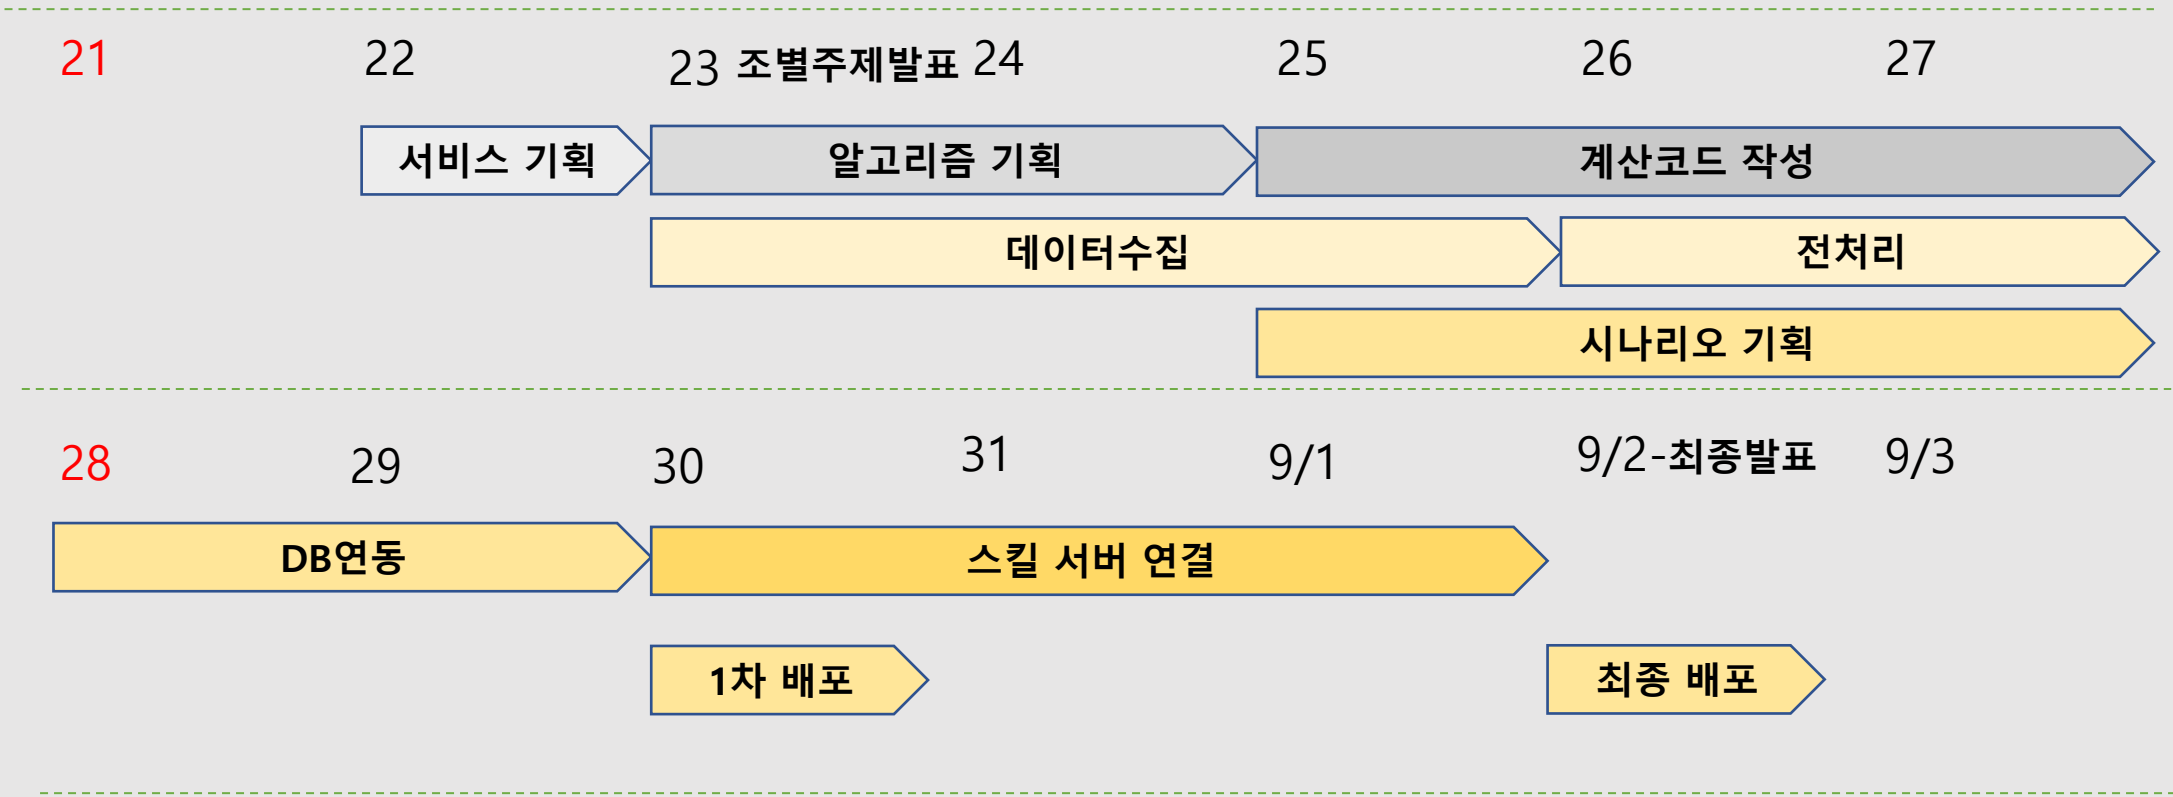 21 22 23 조별주제발표 24 25 26 27
서비스 기획 알고리즘 기획 계산코드 작성
데이터수집 전처리
시나리오 기획
28 29 30 31 9/1 9/2-최종발표 9/3
DB연동 스킬 서버 연결
1차 배포 최종 배포